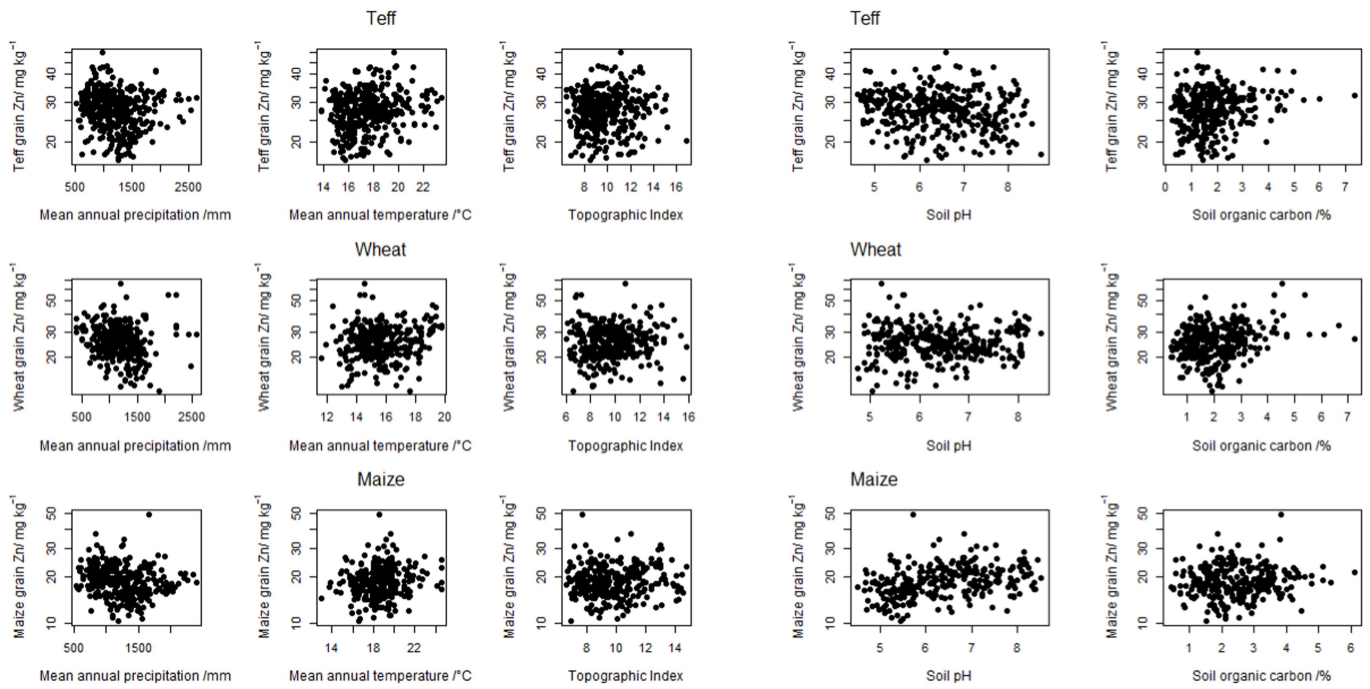 Teff
Teff
Teff grain Zn/ mg kg⁻¹
20 30 40
500 1500 2500
Mean annual precipitation /mm
Teff grain Zn/ mg kg⁻¹
20 30 40
14 16 18 20 22
Mean annual temperature /°C
Teff grain Zn/ mg kg⁻¹
20 30 40
8 10 12 14 16
Topographic Index
Teff grain Zn/ mg kg⁻¹
20 30 40
5 6 7 8
Soil pH
Teff grain Zn/ mg kg⁻¹
20 30 40
0 1 2 3 4 5 6 7
Soil organic carbon /%
Wheat
Wheat
Wheat grain Zn/ mg kg⁻¹
20 30 50
500 1500 2500
Mean annual precipitation /mm
Wheat grain Zn/ mg kg⁻¹
20 30 50
12 14 16 18 20
Mean annual temperature /°C
Wheat grain Zn/ mg kg⁻¹
20 30 50
6 8 10 12 14 16
Topographic Index
Wheat grain Zn/ mg kg⁻¹
20 30 50
5 6 7 8
Soil pH
Wheat grain Zn/ mg kg⁻¹
20 30 50
1 2 3 4 5 6 7
Soil organic carbon /%
Maize
Maize
Maize grain Zn/ mg kg⁻¹
10 20 30 50
500 1500
Mean annual precipitation /mm
Maize grain Zn/ mg kg⁻¹
10 20 30 50
14 18 22
Mean annual temperature /°C
Maize grain Zn/ mg kg⁻¹
10 20 30 50
8 10 12 14
Topographic Index
Maize grain Zn/ mg kg⁻¹
10 20 30 50
5 6 7 8
Soil pH
Maize grain Zn/ mg kg⁻¹
10 20 30 50
1 2 3 4 5 6
Soil organic carbon /%